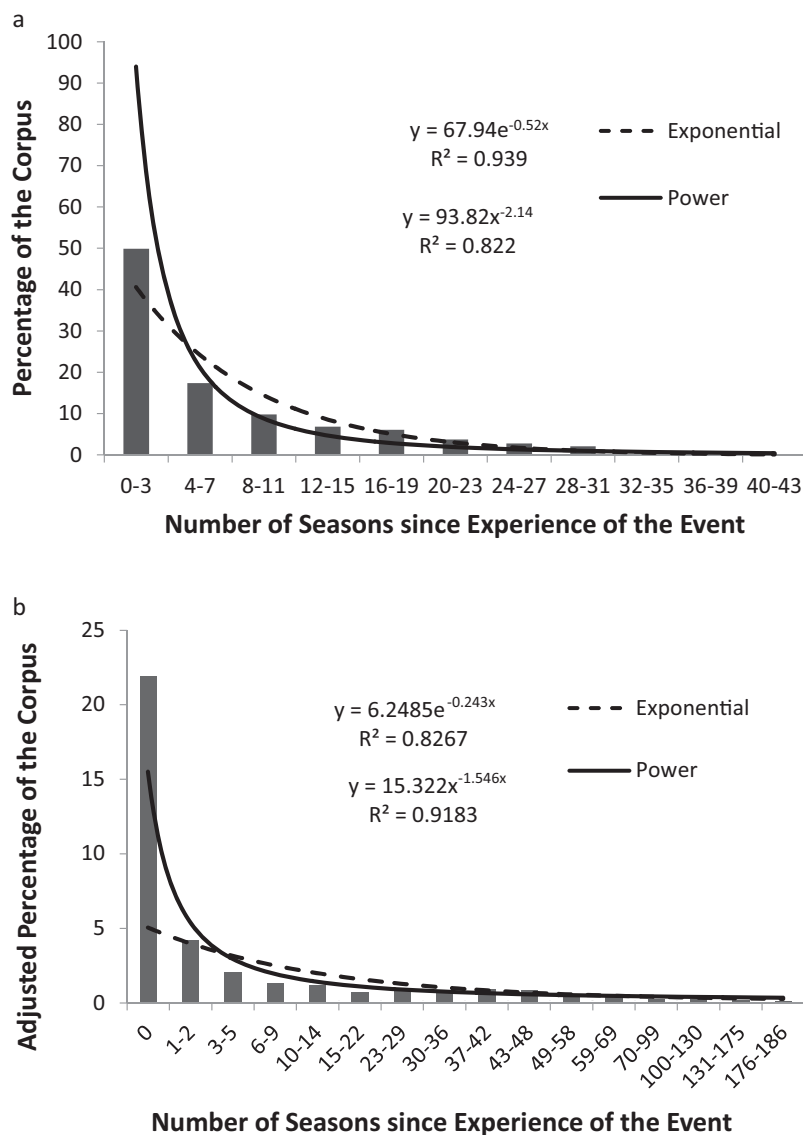 a
Percentage of the Corpus
100
90
80
70
60
50
40
30
20
10
0
y = 67.94e^-0.52x
R² = 0.939
Exponential
y = 93.82x^-2.14
R² = 0.822
Power
0-3 4-7 8-11 12-15 16-19 20-23 24-27 28-31 32-35 36-39 40-43
Number of Seasons since Experience of the Event
b
Adjusted Percentage of the Corpus
25
20
15
10
5
0
y = 6.2485e^-0.243x
R² = 0.8267
Exponential
y = 15.322x^-1.546x
R² = 0.9183
Power
0 1-2 3-5 6-9 10-14 15-22 23-29 30-36 37-42 43-48 49-58 59-69 70-99 100-130 131-175 176-186
Number of Seasons since Experience of the Event